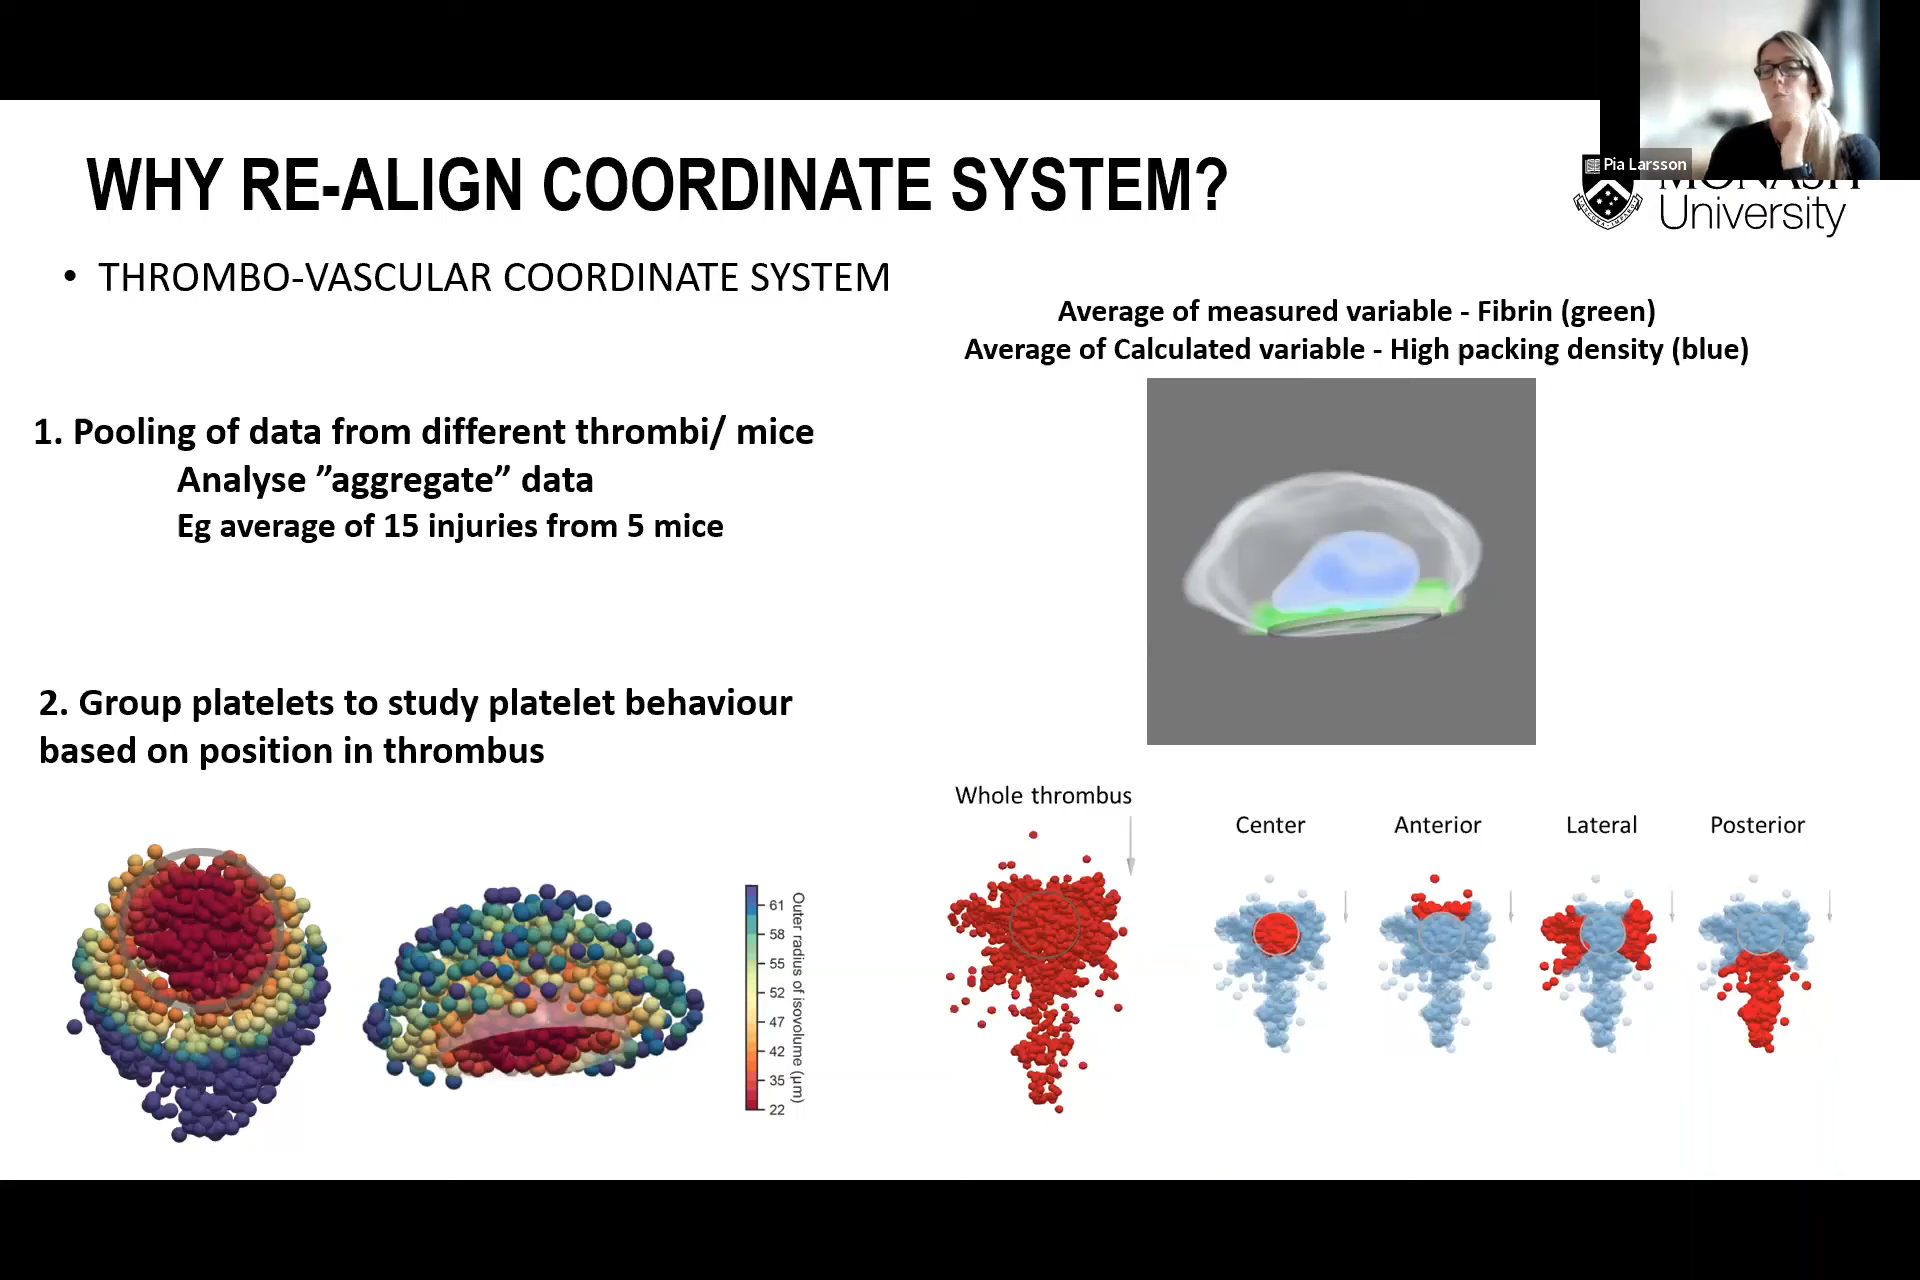 WHY RE-ALIGN COORDINATE SYSTEM?
Pia Larsson
University
• THROMBO-VASCULAR COORDINATE SYSTEM
Average of measured variable - Fibrin (green)
Average of Calculated variable - High packing density (blue)
1. Pooling of data from different thrombi/ mice
Analyse ”aggregate” data
Eg average of 15 injuries from 5 mice
2. Group platelets to study platelet behaviour
based on position in thrombus
61
58
55
52
47
42
35
22
Outer radius of isovolume (μm)
Whole thrombus
Center
Anterior
Lateral
Posterior